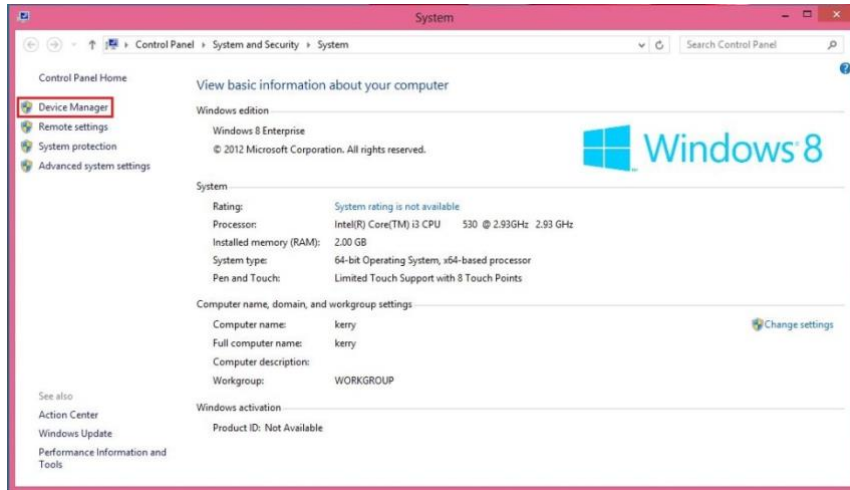 System
Control Panel › System and Security › System
Search Control Panel
Control Panel Home
Device Manager
Remote settings
System protection
Advanced system settings
See also
Action Center
Windows Update
Performance Information and
Tools
View basic information about your computer
Windows edition
Windows 8 Enterprise
© 2012 Microsoft Corporation. All rights reserved.
Windows 8
System
Rating: System rating is not available
Processor: Intel(R) Core(TM) i3 CPU 530 @ 2.93GHz 2.93 GHz
Installed memory (RAM): 2.00 GB
System type: 64-bit Operating System, x64-based processor
Pen and Touch: Limited Touch Support with 8 Touch Points
Computer name, domain, and workgroup settings
Computer name: kerry
Change settings
Full computer name: kerry
Computer description:
Workgroup: WORKGROUP
Windows activation
Product ID: Not Available